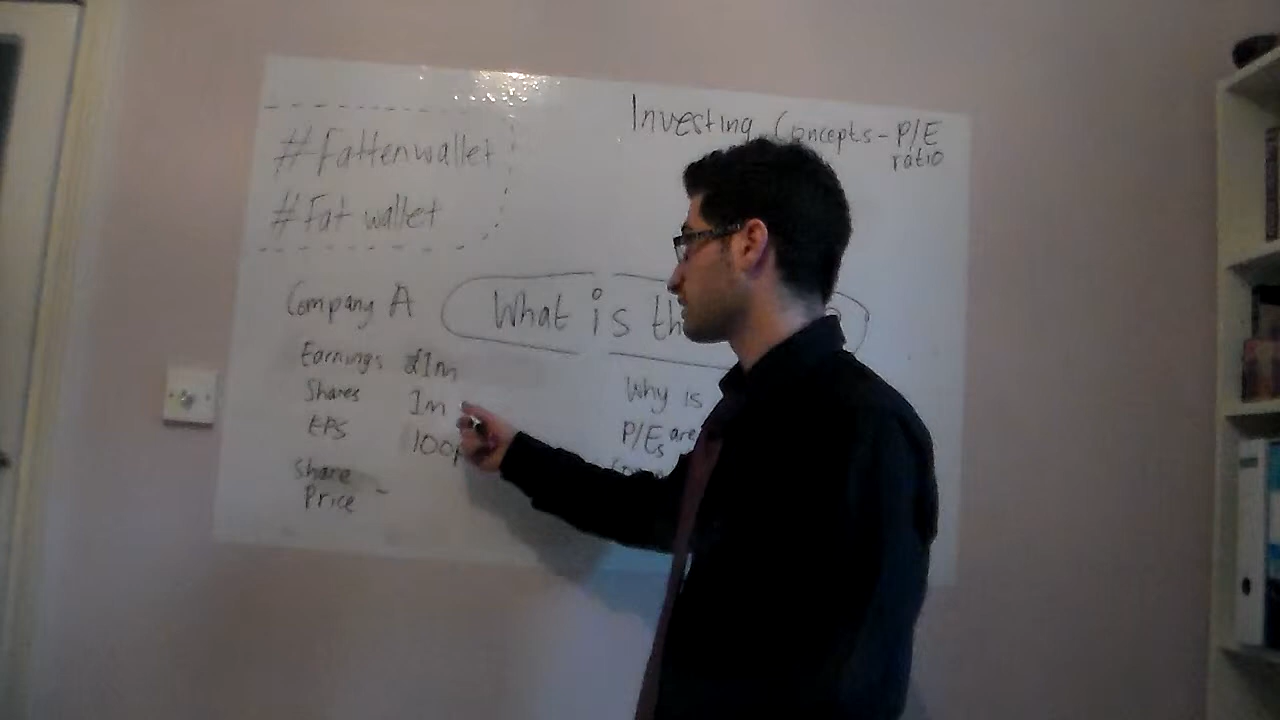 Investing Concepts - P/E
ratio
#fattenwallet
#Fat wallet
Company A
Earnings £1m
Shares 1m
EPS 100p
Share
Price -
What is th
Why is
P/Es are